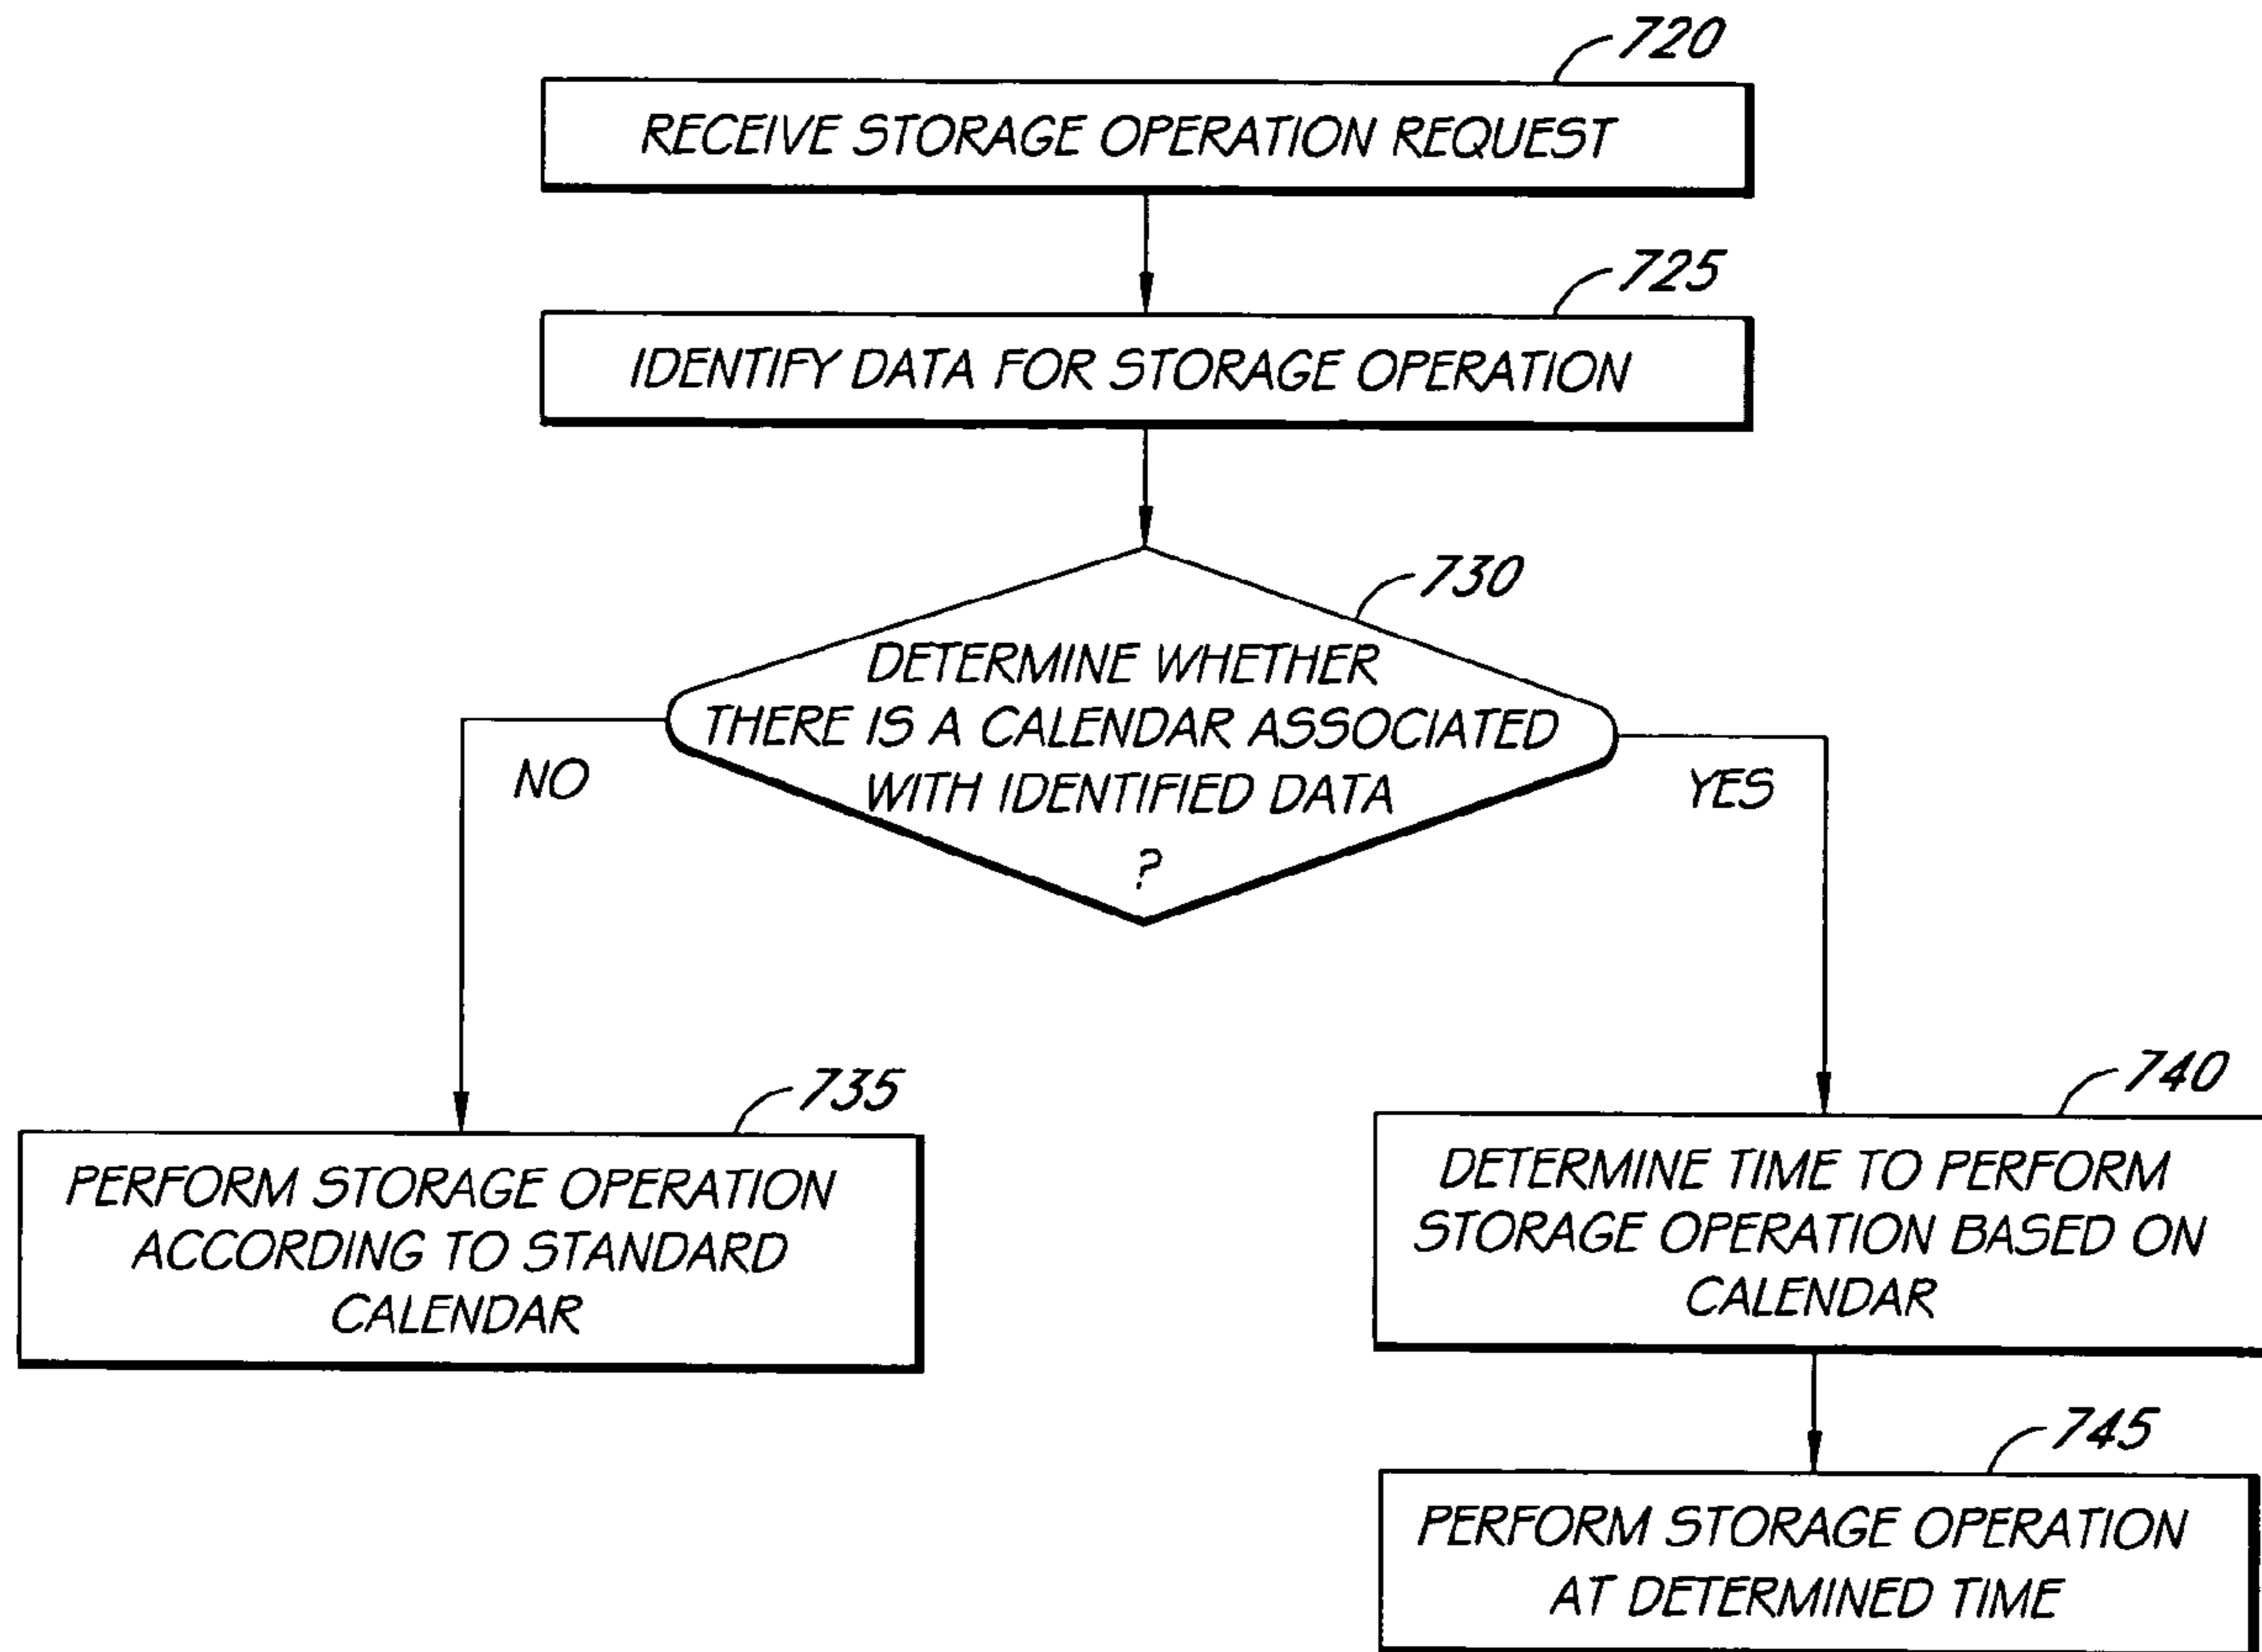 720
RECEIVE STORAGE OPERATION REQUEST
725
IDENTIFY DATA FOR STORAGE OPERATION
730
DETERMINE WHETHER
THERE IS A CALENDAR ASSOCIATED
WITH IDENTIFIED DATA
?
NO
YES
735
PERFORM STORAGE OPERATION
ACCORDING TO STANDARD
CALENDAR
740
DETERMINE TIME TO PERFORM
STORAGE OPERATION BASED ON
CALENDAR
745
PERFORM STORAGE OPERATION
AT DETERMINED TIME